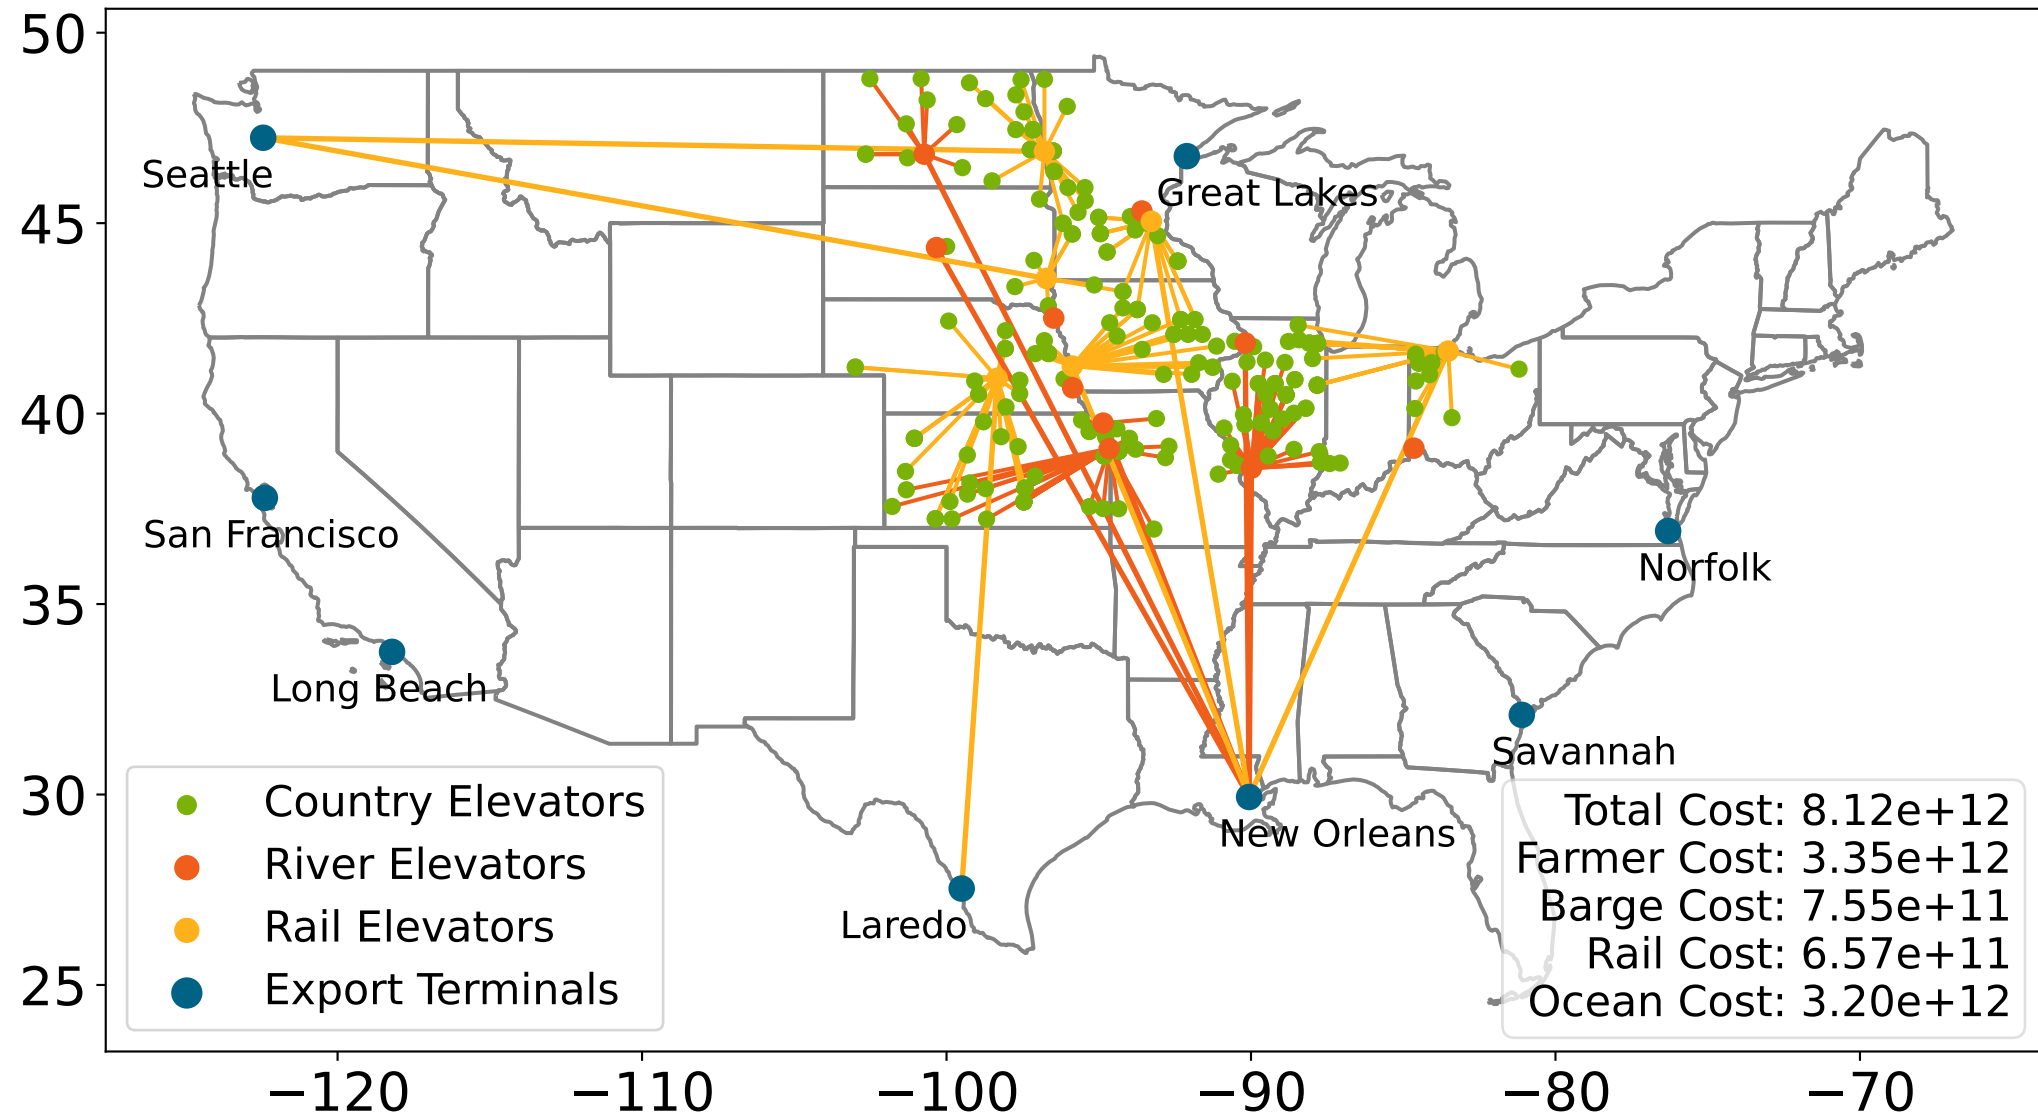 50
45
40
35
30
25
Seattle
Great Lakes
San Francisco
Norfolk
Long Beach
Savannah
New Orleans
Laredo
Country Elevators
River Elevators
Rail Elevators
Export Terminals
Total Cost: 8.12e+12
Farmer Cost: 3.35e+12
Barge Cost: 7.55e+11
Rail Cost: 6.57e+11
Ocean Cost: 3.20e+12
−120 −110 −100 −90 −80 −70